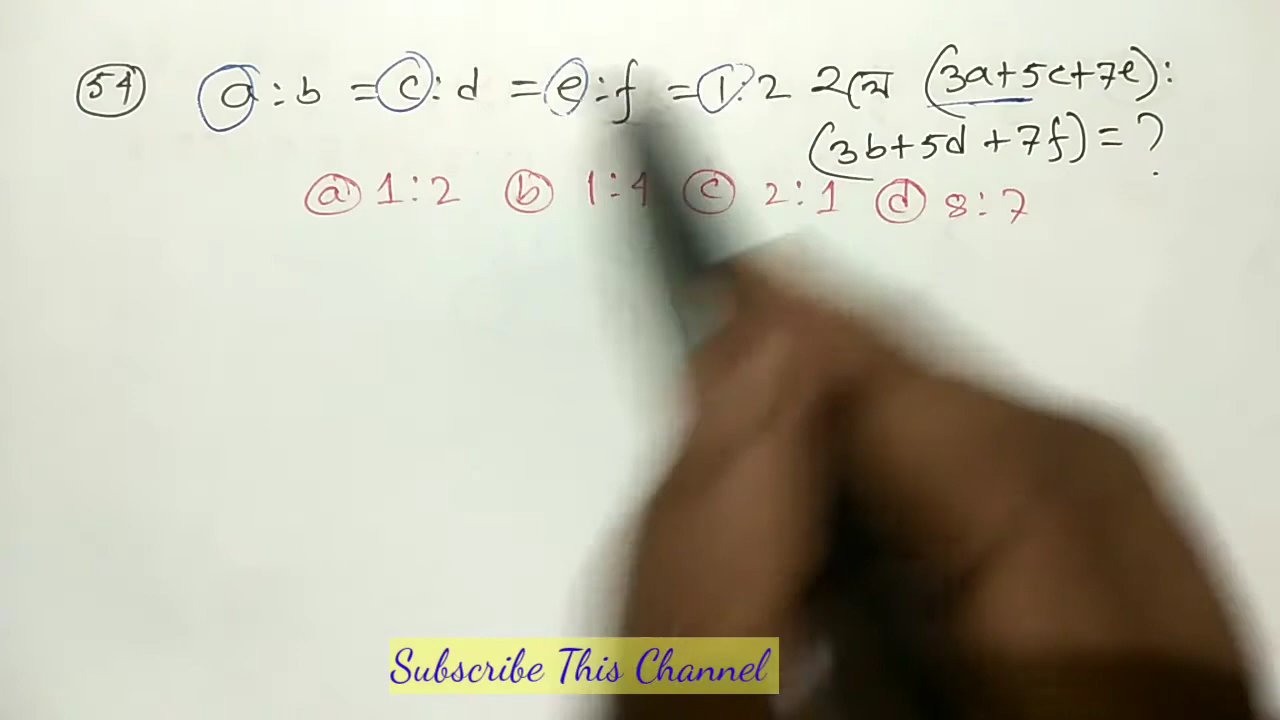 54 a : b = c : d = e : f = 1 : 2 2লে (3a+5c+7e) :
(3b+5d+7f) = ?
a 1:2 b 1:4 c 2:1 d 8:7
Subscribe This Channel